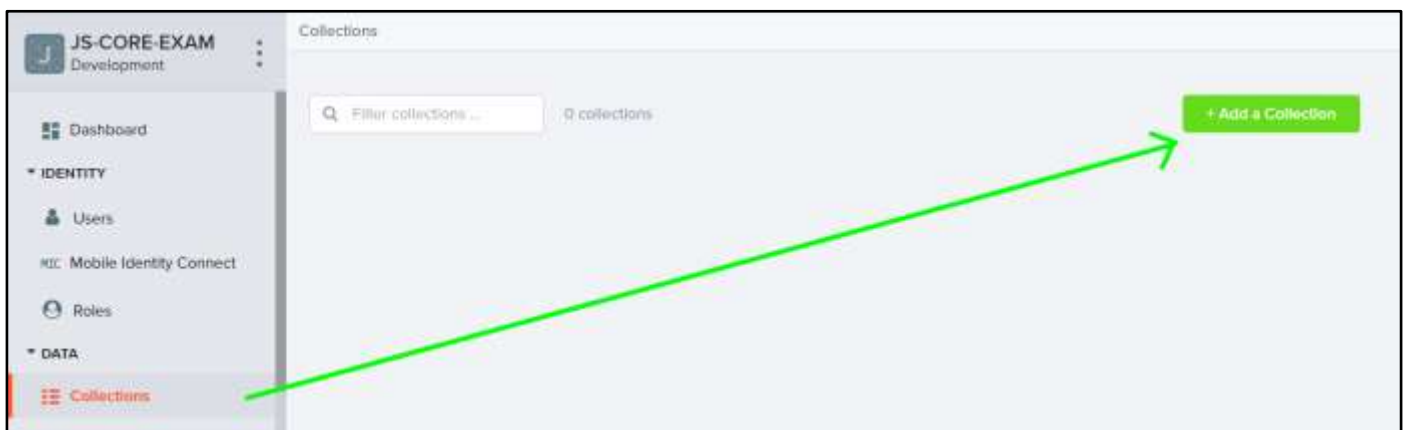 J
JS-CORE-EXAM
Development
Dashboard
IDENTITY
Users
MIC Mobile Identity Connect
Roles
DATA
Collections
Collections
Filter collections ...
0 collections
+ Add a Collection